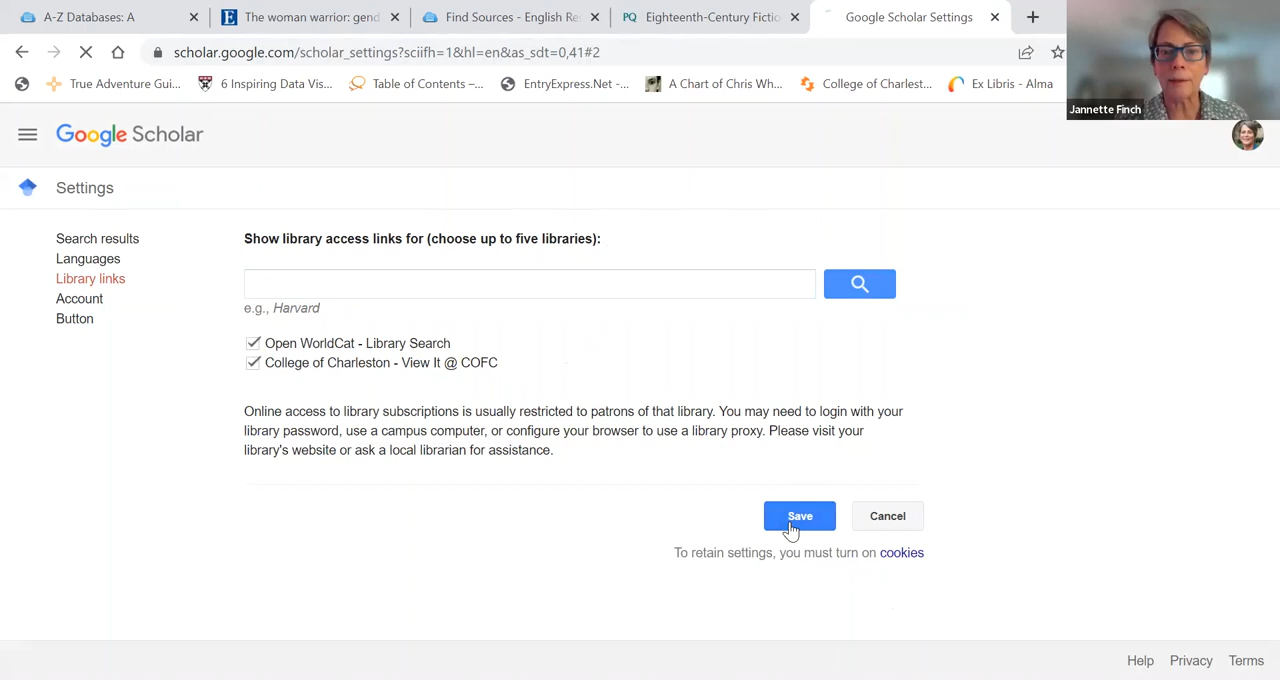 A-Z Databases: A
The woman warrior: gend
Find Sources - English Re
PQ Eighteenth-Century Fictio
Google Scholar Settings
scholar.google.com/scholar_settings?sciifh=1&hl=en&as_sdt=0,41#2
True Adventure Gui...
6 Inspiring Data Vis...
Table of Contents –...
EntryExpress.Net -...
A Chart of Chris Wh...
College of Charlest...
Ex Libris - Alma
Jannette Finch
Google Scholar
Settings
Search results
Languages
Library links
Account
Button
Show library access links for (choose up to five libraries):
e.g., Harvard
Open WorldCat - Library Search
College of Charleston - View It @ COFC
Online access to library subscriptions is usually restricted to patrons of that library. You may need to login with your
library password, use a campus computer, or configure your browser to use a library proxy. Please visit your
library's website or ask a local librarian for assistance.
Save
Cancel
To retain settings, you must turn on cookies
Help Privacy Terms